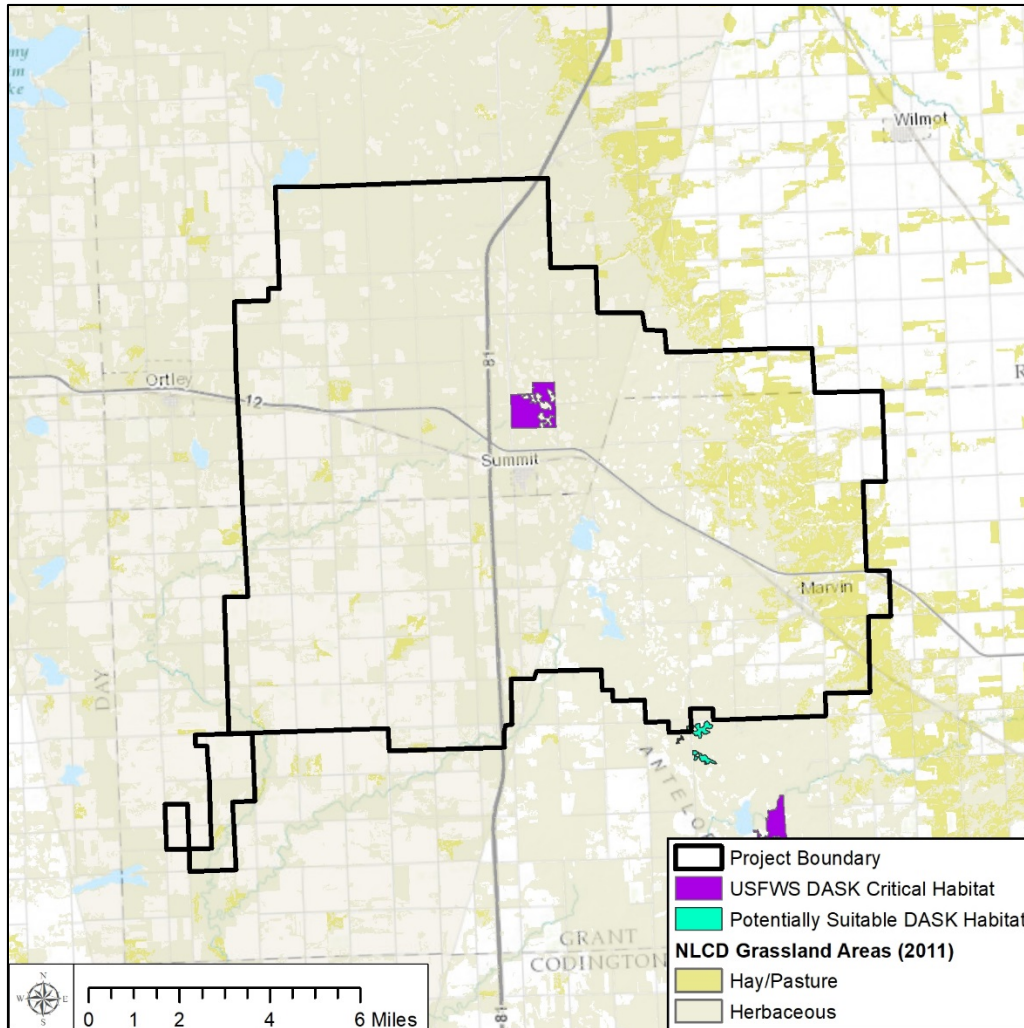 Wilmot
81
Ortley
12
Summit
Marvin
DAY
ANTELO
GRANT
CODINGTON
81
Project Boundary
USFWS DASK Critical Habitat
Potentially Suitable DASK Habitat
NLCD Grassland Areas (2011)
Hay/Pasture
Herbaceous
N
W
E
S
0 1 2 4 6 Miles